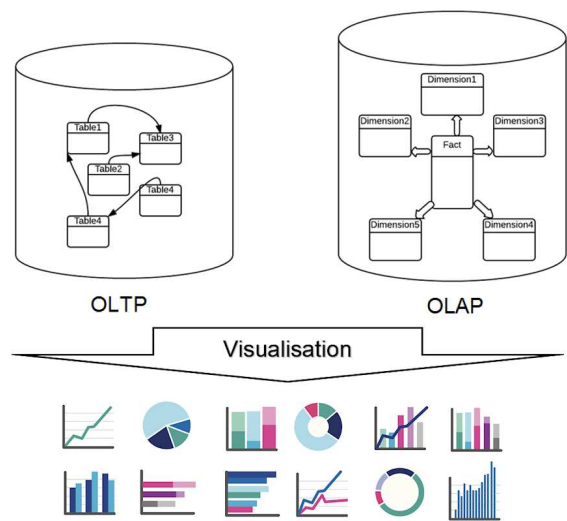 Table1
Table3
Table2
Table4
Table4
OLTP
Dimension1
Dimension2
Dimension3
Fact
Dimension5
Dimension4
OLAP
Visualisation